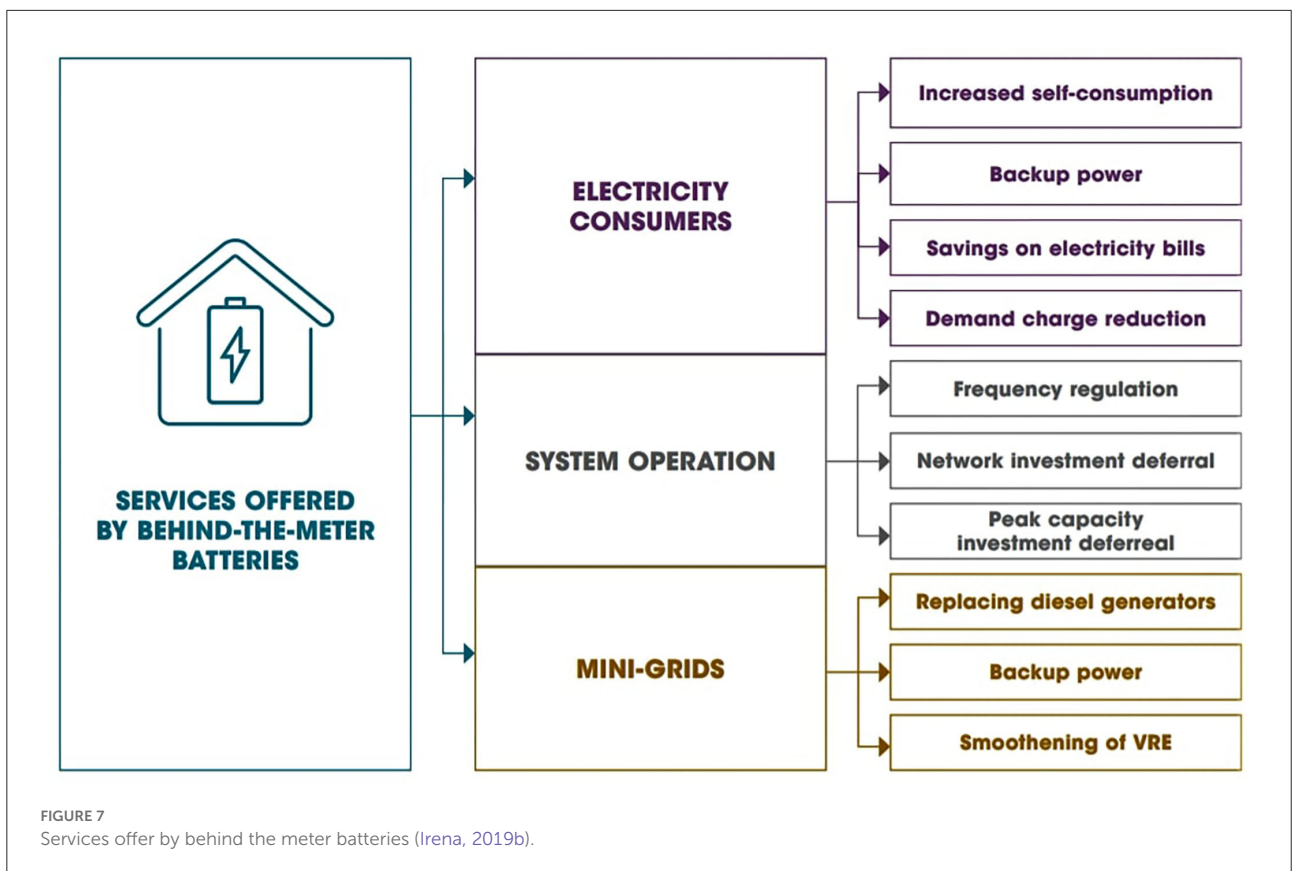 SERVICES OFFERED
BY BEHIND-THE-METER
BATTERIES
ELECTRICITY
CONSUMERS
Increased self-consumption
Backup power
Savings on electricity bills
Demand charge reduction
SYSTEM OPERATION
Frequency regulation
Network investment deferral
Peak capacity
investment deferreal
MINI-GRIDS
Replacing diesel generators
Backup power
Smoothening of VRE
FIGURE 7
Services offer by behind the meter batteries (Irena, 2019b).